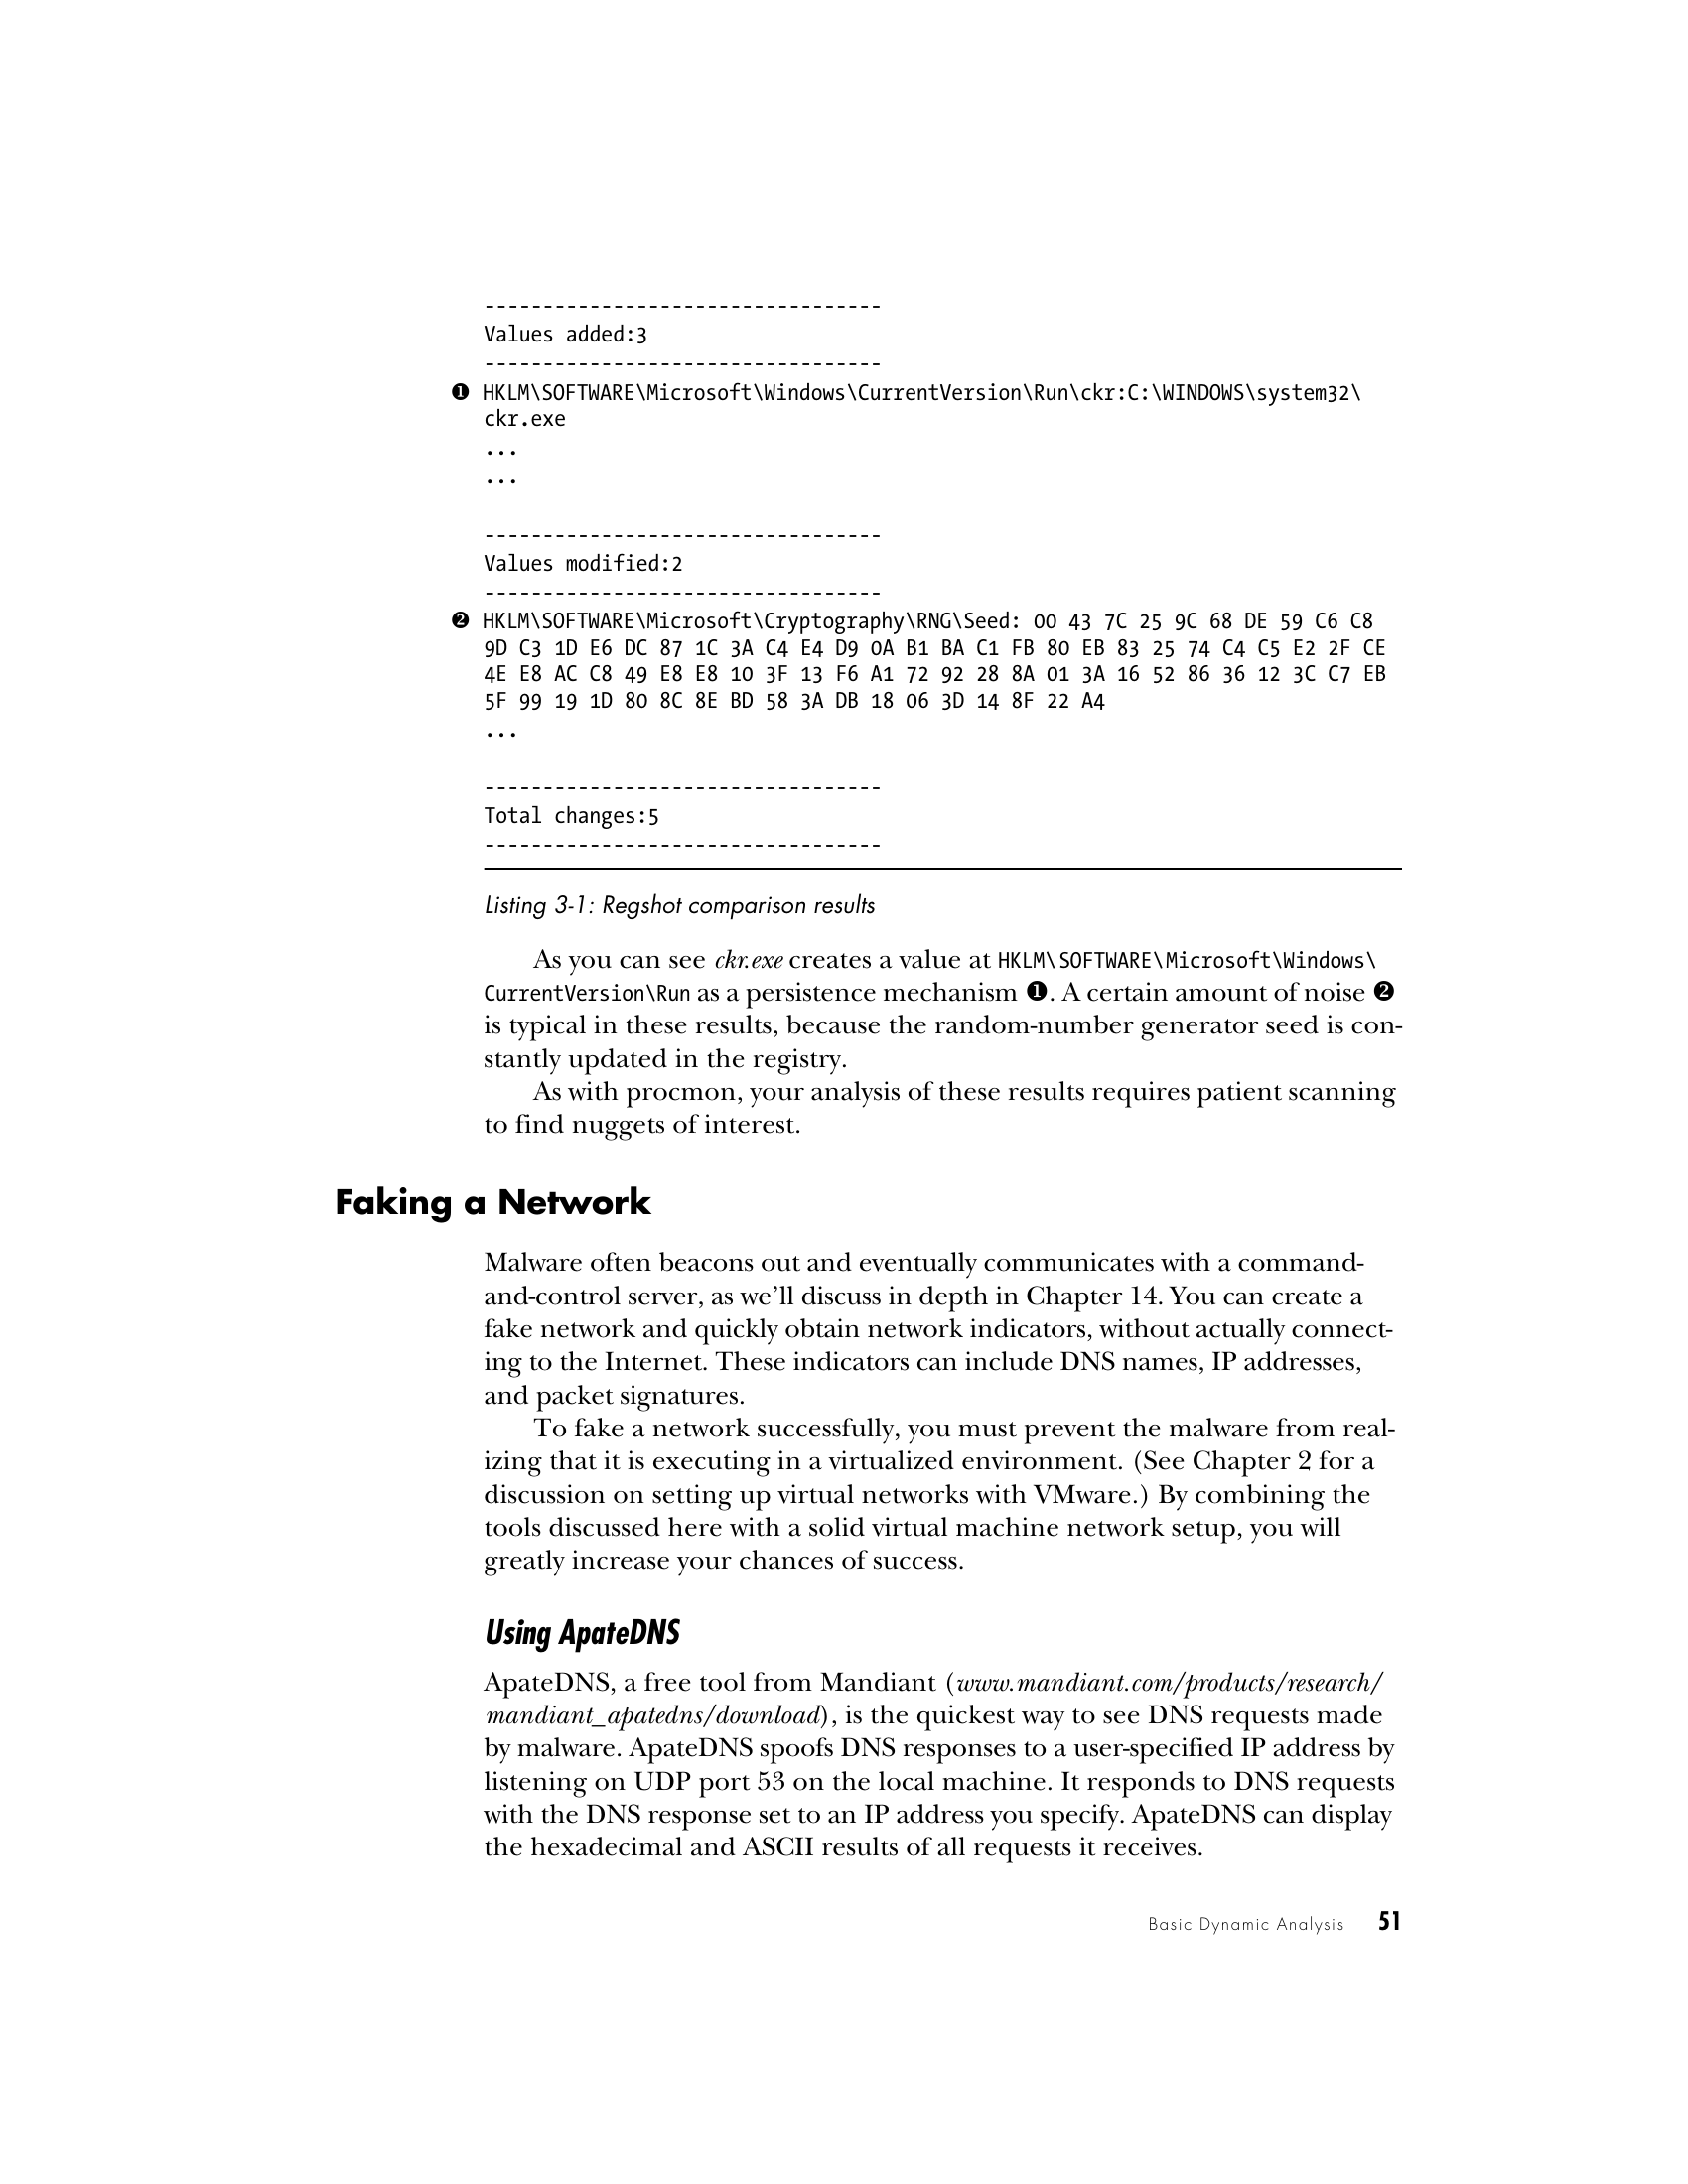 ----------------------------------
Values added:3
----------------------------------
❶ HKLM\SOFTWARE\Microsoft\Windows\CurrentVersion\Run\ckr:C:\WINDOWS\system32\
ckr.exe
...
...
----------------------------------
Values modified:2
----------------------------------
❷ HKLM\SOFTWARE\Microsoft\Cryptography\RNG\Seed: 00 43 7C 25 9C 68 DE 59 C6 C8
9D C3 1D E6 DC 87 1C 3A C4 E4 D9 0A B1 BA C1 FB 80 EB 83 25 74 C4 C5 E2 2F CE
4E E8 AC C8 49 E8 E8 10 3F 13 F6 A1 72 92 28 8A 01 3A 16 52 86 36 12 3C C7 EB
5F 99 19 1D 80 8C 8E BD 58 3A DB 18 06 3D 14 8F 22 A4
...
----------------------------------
Total changes:5
----------------------------------
Listing 3-1: Regshot comparison results
As you can see ckr.exe creates a value at HKLM\SOFTWARE\Microsoft\Windows\
CurrentVersion\Run as a persistence mechanism ❶. A certain amount of noise ❷
is typical in these results, because the random-number generator seed is con-
stantly updated in the registry.
As with procmon, your analysis of these results requires patient scanning
to find nuggets of interest.
Faking a Network
Malware often beacons out and eventually communicates with a command-
and-control server, as we’ll discuss in depth in Chapter 14. You can create a
fake network and quickly obtain network indicators, without actually connect-
ing to the Internet. These indicators can include DNS names, IP addresses,
and packet signatures.
To fake a network successfully, you must prevent the malware from real-
izing that it is executing in a virtualized environment. (See Chapter 2 for a
discussion on setting up virtual networks with VMware.) By combining the
tools discussed here with a solid virtual machine network setup, you will
greatly increase your chances of success.
Using ApateDNS
ApateDNS, a free tool from Mandiant (www.mandiant.com/products/research/
mandiant_apatedns/download), is the quickest way to see DNS requests made
by malware. ApateDNS spoofs DNS responses to a user-specified IP address by
listening on UDP port 53 on the local machine. It responds to DNS requests
with the DNS response set to an IP address you specify. ApateDNS can display
the hexadecimal and ASCII results of all requests it receives.
Basic Dynamic Analysis 51